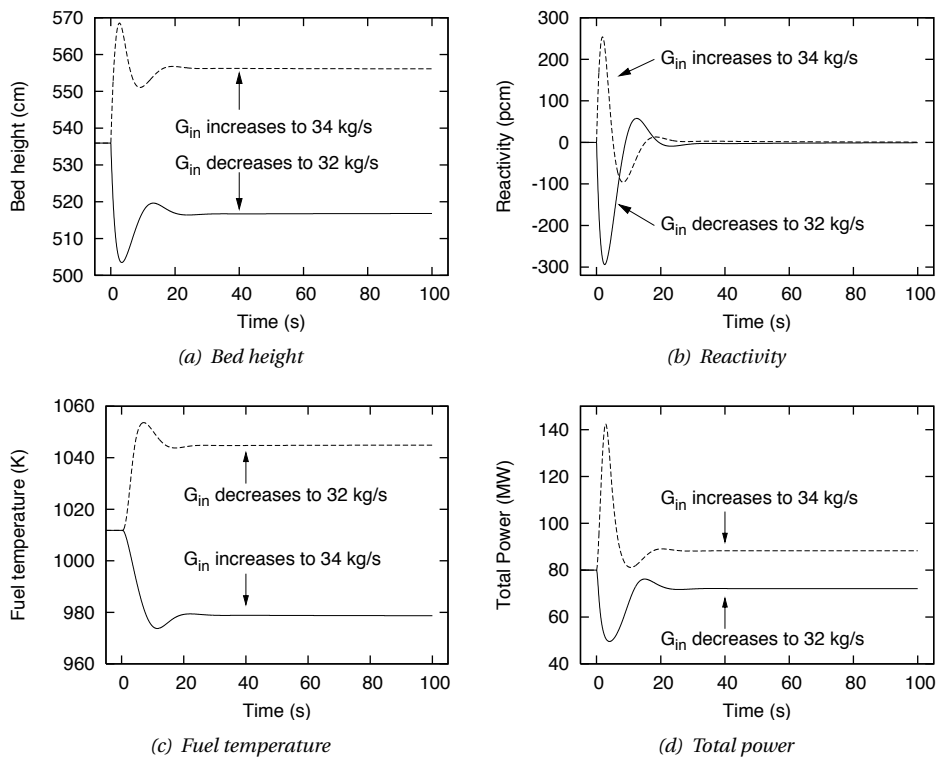 570
560
550
540
530
520
510
500
Bed height (cm)
G_in increases to 34 kg/s
G_in decreases to 32 kg/s
0 20 40 60 80 100
Time (s)
(a) Bed height
200
100
0
-100
-200
-300
Reactivity (pcm)
G_in increases to 34 kg/s
G_in decreases to 32 kg/s
0 20 40 60 80 100
Time (s)
(b) Reactivity
1060
1040
1020
1000
980
960
Fuel temperature (K)
G_in decreases to 32 kg/s
G_in increases to 34 kg/s
0 20 40 60 80 100
Time (s)
(c) Fuel temperature
140
120
100
80
60
40
Total Power (MW)
G_in increases to 34 kg/s
G_in decreases to 32 kg/s
0 20 40 60 80 100
Time (s)
(d) Total power